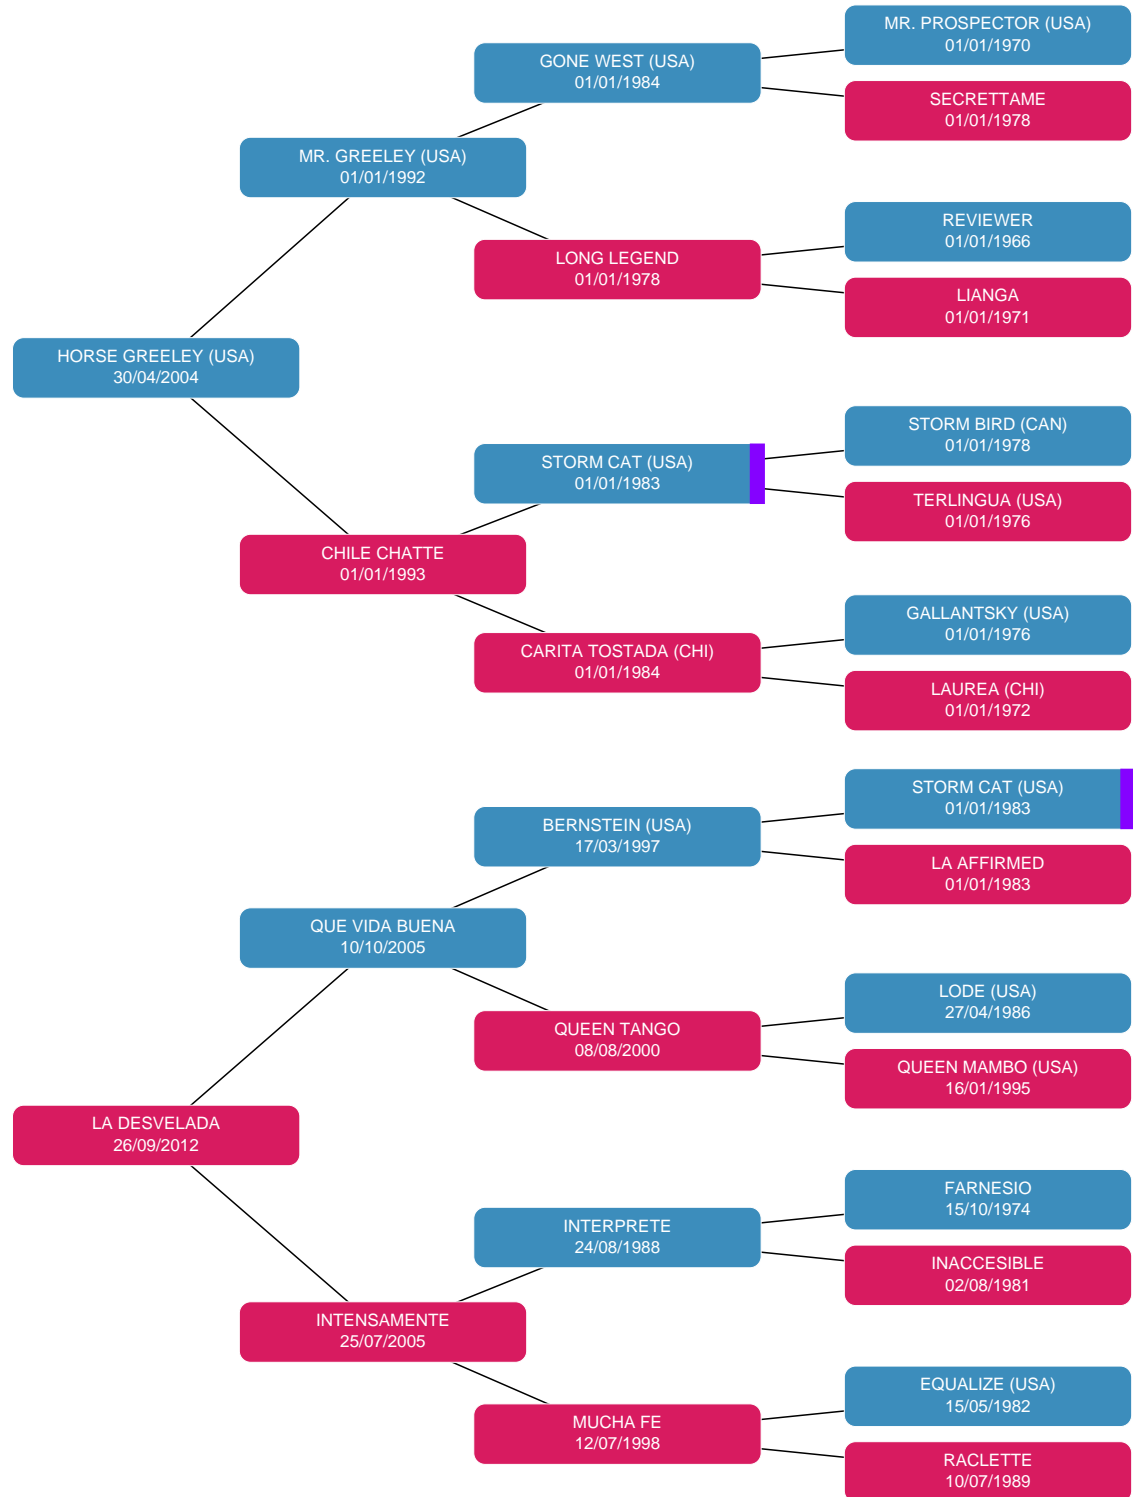 MR. PROSPECTOR (USA)
01/01/1970
GONE WEST (USA)
01/01/1984
SECRETTAME
01/01/1978
MR. GREELEY (USA)
01/01/1992
REVIEWER
01/01/1966
LONG LEGEND
01/01/1978
LIANGA
01/01/1971
HORSE GREELEY (USA)
30/04/2004
STORM BIRD (CAN)
01/01/1978
STORM CAT (USA)
01/01/1983
TERLINGUA (USA)
01/01/1976
CHILE CHATTE
01/01/1993
GALLANTSKY (USA)
01/01/1976
CARITA TOSTADA (CHI)
01/01/1984
LAUREA (CHI)
01/01/1972
STORM CAT (USA)
01/01/1983
BERNSTEIN (USA)
17/03/1997
LA AFFIRMED
01/01/1983
QUE VIDA BUENA
10/10/2005
LODE (USA)
27/04/1986
QUEEN TANGO
08/08/2000
QUEEN MAMBO (USA)
16/01/1995
LA DESVELADA
26/09/2012
FARNESIO
15/10/1974
INTERPRETE
24/08/1988
INACCESIBLE
02/08/1981
INTENSAMENTE
25/07/2005
EQUALIZE (USA)
15/05/1982
MUCHA FE
12/07/1998
RACLETTE
10/07/1989